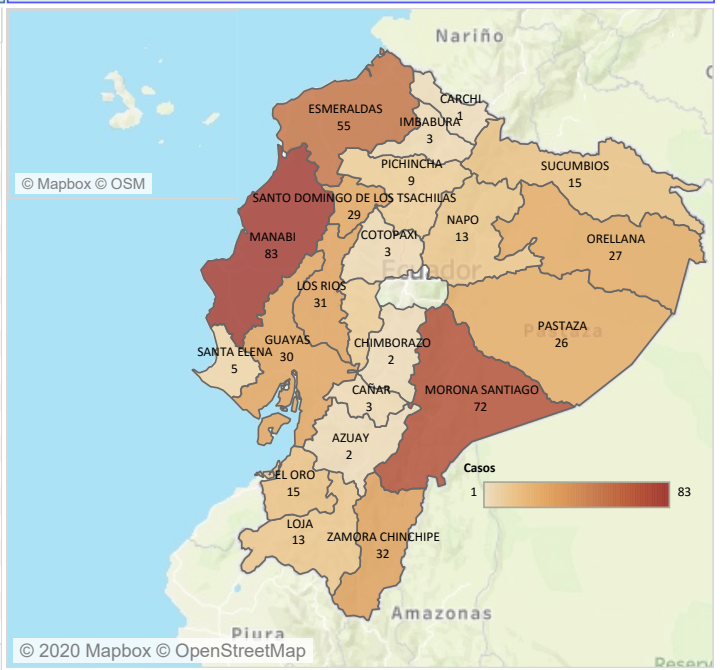 Nariño
CARCHI
1
ESMERALDAS
55
IMBABURA
3
PICHINCHA
9
SUCUMBIOS
15
© Mapbox © OSM
SANTO DOMINGO DE LOS TSACHILAS
29
NAPO
13
MANABI
83
COTOPAXI
3
ORELLANA
27
Ecuador
LOS RIOS
31
PASTAZA
Pastaza
26
GUAYAS
30
CHIMBORAZO
2
SANTA ELENA
5
CAÑAR
3
MORONA SANTIAGO
72
AZUAY
2
Casos
1
83
EL ORO
15
LOJA
13
ZAMORA CHINCHIPE
32
Amazonas
Piura
© 2020 Mapbox © OpenStreetMap